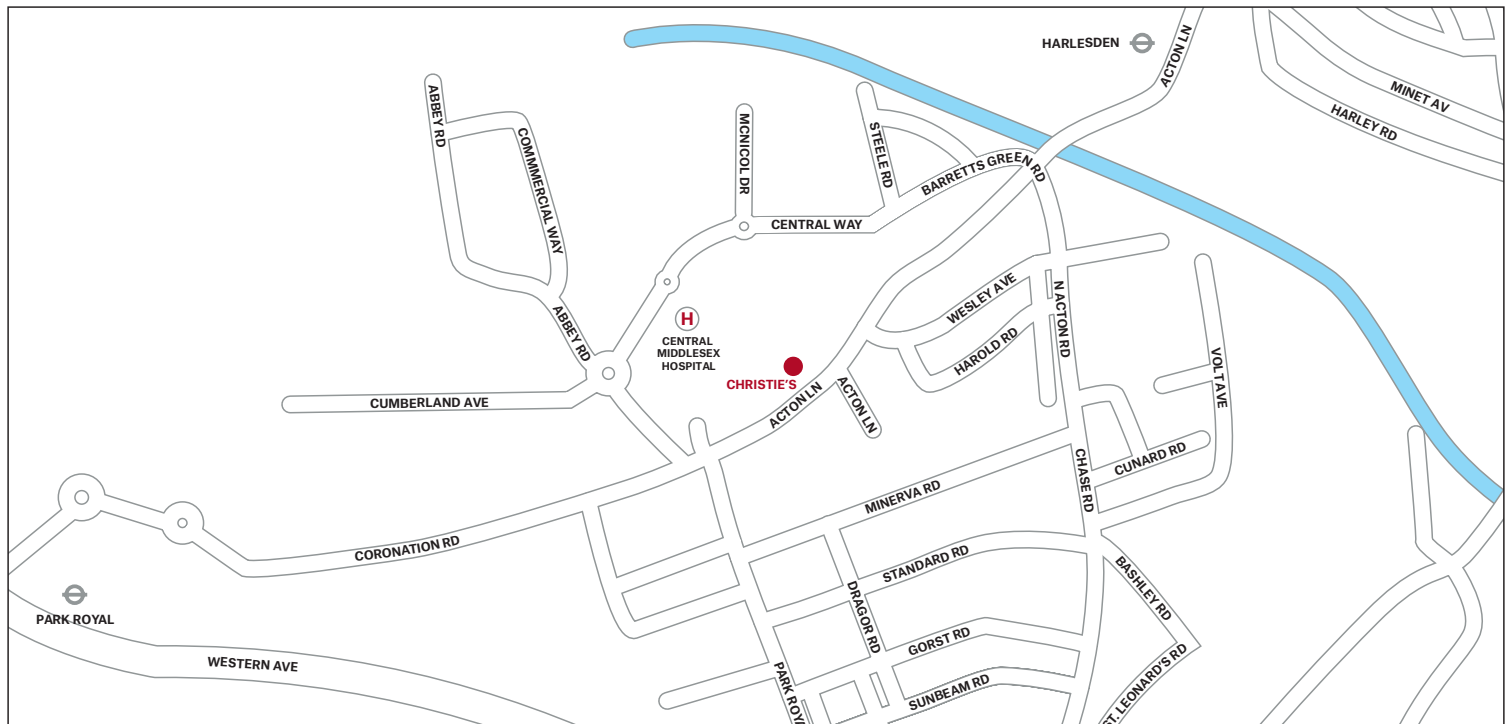 HARLESDEN
ACTON LN
MINET AV
HARLEY RD
ABBEY RD
COMMMERCIAL WAY
MCNICOL DR
STEELE RD
BARRETTS GREEN RD
CENTRAL WAY
WESLEY AVE
N ACTON RD
HAROLD RD
VOLT AVE
ABBEY RD
H
CENTRAL
MIDDLESEX
HOSPITAL
CHRISTIE'S
ACTON LN
ACTON LN
CUMBERLAND AVE
CUNARD RD
CHASE RD
MINERVA RD
CORONATION RD
STANDARD RD
BASHLEY RD
DRAGOR RD
PARK ROYAL
GORST RD
WESTERN AVE
SUNBEAM RD
ST. LEONARD'S RD